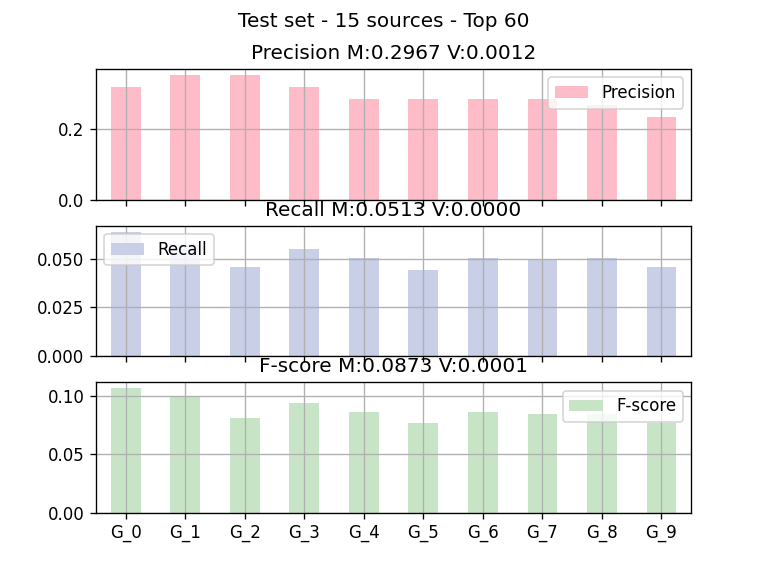 Test set - 15 sources - Top 60
Precision M:0.2967 V:0.0012
Precision
0.2
0.0
Recall M:0.0513 V:0.0000
Recall
0.050
0.025
0.000
F-score M:0.0873 V:0.0001
F-score
0.10
0.05
0.00
G_0 G_1 G_2 G_3 G_4 G_5 G_6 G_7 G_8 G_9